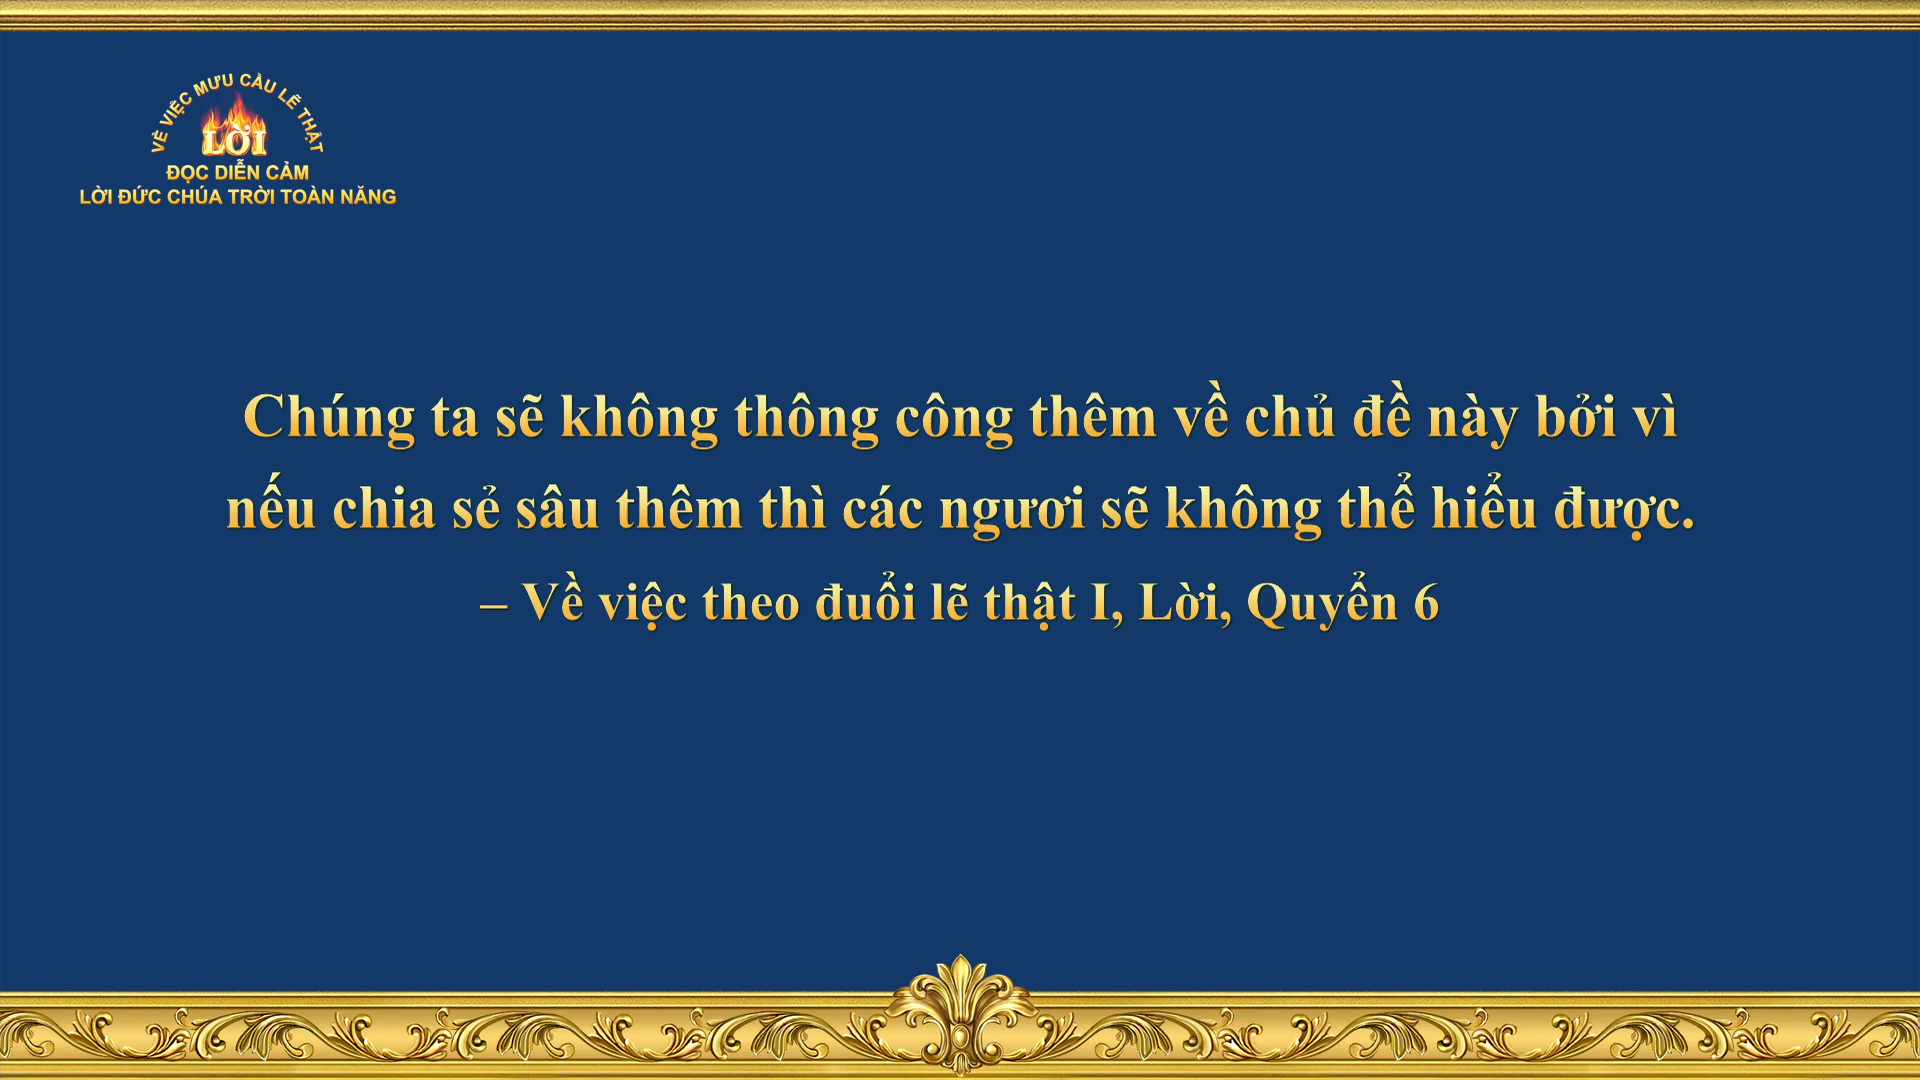 VỀ VIỆC MƯU CẦU LẼ THẬT
LỜI
ĐỌC DIỄN CẢM
LỜI ĐỨC CHÚA TRỜI TOÀN NĂNG
Chúng ta sẽ không thông công thêm về chủ đề này bởi vì
nếu chia sẻ sâu thêm thì các ngươi sẽ không thể hiểu được.
– Về việc theo đuổi lẽ thật I, Lời, Quyển 6